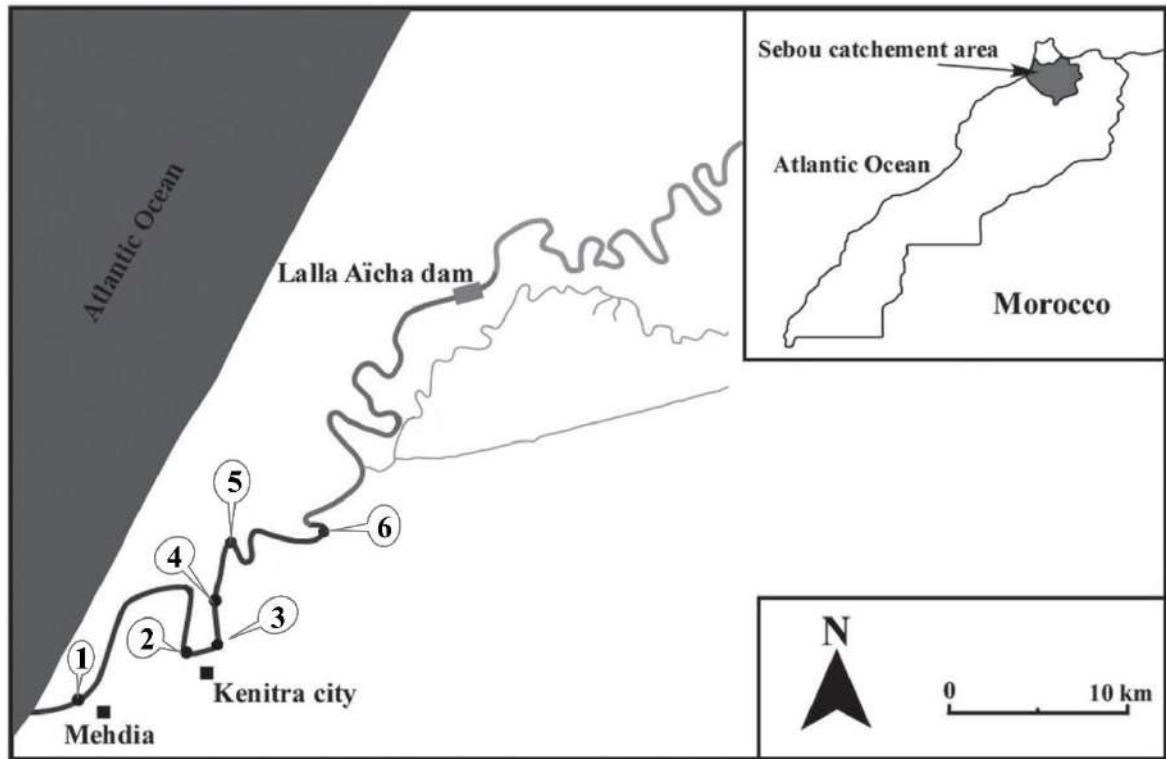 Sebou catchement area
Atlantic Ocean
Morocco
Atlantic Ocean
Lalla Aïcha dam
5
6
4
3
2
1
Kenitra city
Mehdia
N
0 10 km